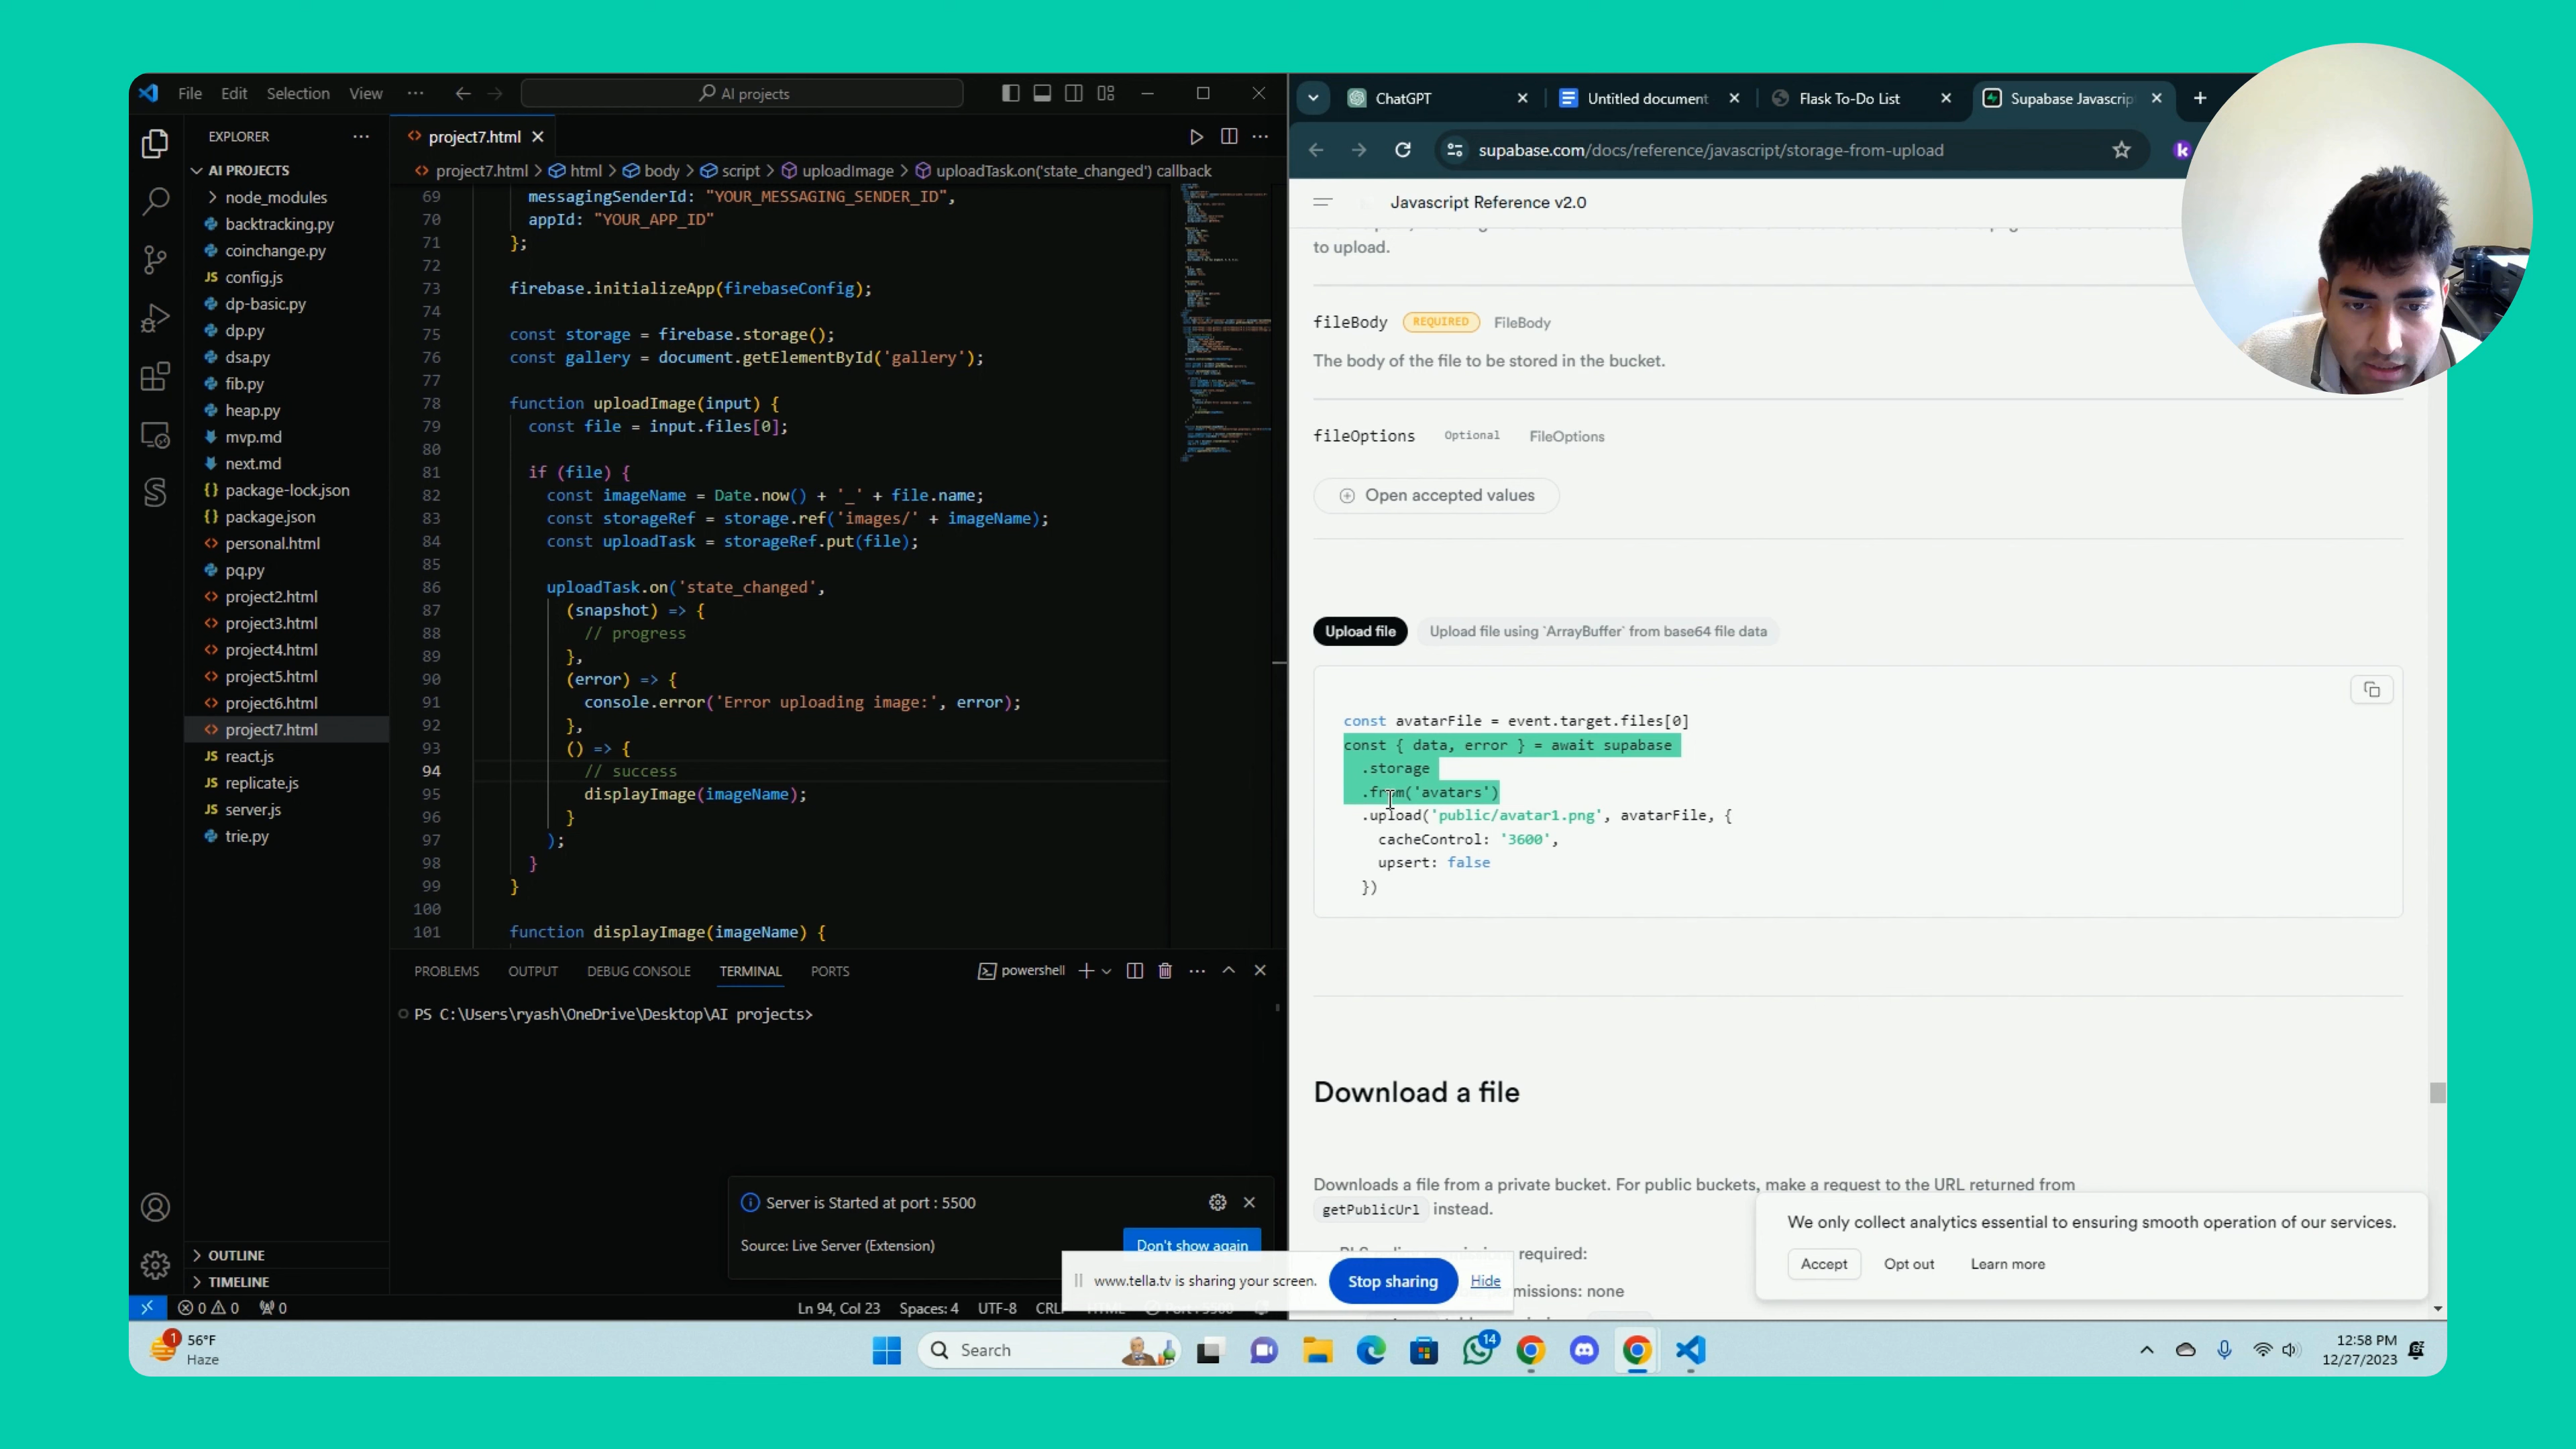 File Edit Selection View ··· AI projects
EXPLORER
AI PROJECTS
node_modules
backtracking.py
coinchange.py
JS config.js
dp-basic.py
dp.py
dsa.py
fib.py
heap.py
mvp.md
next.md
{} package-lock.json
{} package.json
<> personal.html
pq.py
<> project2.html
<> project3.html
<> project4.html
<> project5.html
<> project6.html
<> project7.html
JS react.js
JS replicate.js
JS server.js
trie.py
OUTLINE
TIMELINE
<> project7.html
<> project7.html > html > body > script > uploadImage > uploadTask.on('state_changed') callback
69 messagingSenderId: "YOUR_MESSAGING_SENDER_ID",
70 appId: "YOUR_APP_ID"
71 };
72
73 firebase.initializeApp(firebaseConfig);
74
75 const storage = firebase.storage();
76 const gallery = document.getElementById('gallery');
77
78 function uploadImage(input) {
79 const file = input.files[0];
80
81 if (file) {
82 const imageName = Date.now() + '_' + file.name;
83 const storageRef = storage.ref('images/' + imageName);
84 const uploadTask = storageRef.put(file);
85
86 uploadTask.on('state_changed',
87 (snapshot) => {
88 // progress
89 },
90 (error) => {
91 console.error('Error uploading image:', error);
92 },
93 () => {
94 // success
95 displayImage(imageName);
96 }
97 );
98 }
99 }
100
101 function displayImage(imageName) {
PROBLEMS OUTPUT DEBUG CONSOLE TERMINAL PORTS powershell
PS C:\Users\ryash\OneDrive\Desktop\AI projects>
Server is Started at port : 5500
Source: Live Server (Extension)
Don't show again
0 0 0
Ln 94, Col 23 Spaces: 4 UTF-8
ChatGPT Untitled document Flask To-Do List Supabase Javascrip
supabase.com/docs/reference/javascript/storage-from-upload
k
Javascript Reference v2.0
to upload.
fileBody REQUIRED FileBody
The body of the file to be stored in the bucket.
fileOptions Optional FileOptions
Open accepted values
Upload file Upload file using `ArrayBuffer` from base64 file data
const avatarFile = event.target.files[0]
const { data, error } = await supabase
.storage
.from('avatars')
.upload('public/avatar1.png', avatarFile, {
cacheControl: '3600',
upsert: false
})
Download a file
Downloads a file from a private bucket. For public buckets, make a request to the URL returned from
getPublicUrl instead.
required:
missions: none
We only collect analytics essential to ensuring smooth operation of our services.
Accept Opt out Learn more
www.tella.tv is sharing your screen. Stop sharing Hide
1 56°F
Haze
Search
14
12:58 PM
12/27/2023